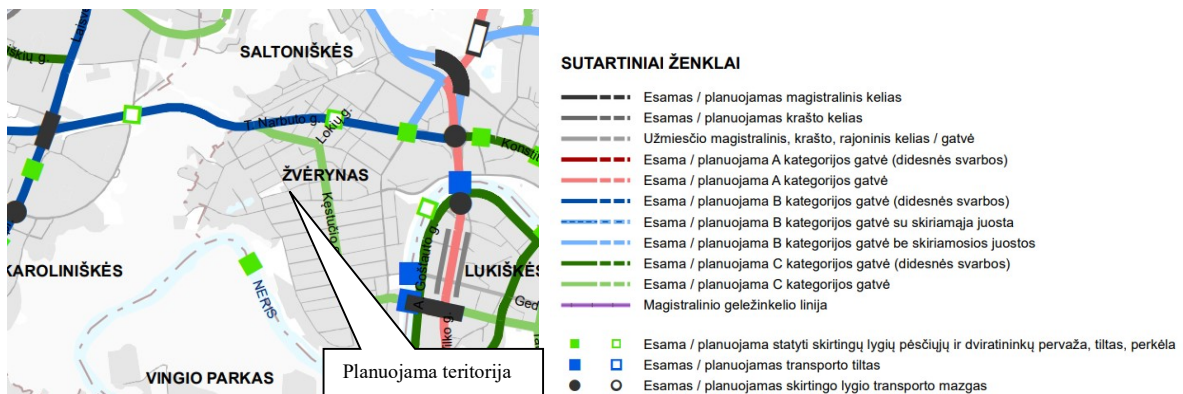 Laisv
SALTONIŠKĖS
iškių g.
T. Narbuto g.
Lokių g.
Konsti
ŽVĖRYNAS
Kęstučio g.
KAROLINIŠKĖS
NERIS
A. Goštauto g.
LUKIŠKĖS
Ged
VINGIO PARKAS
Planuojama teritorija
SUTARTINIAI ŽENKLAI
Esamas / planuojamas magistralinis kelias
Esamas / planuojamas krašto kelias
Užmiesčio magistralinis, krašto, rajoninis kelias / gatvė
Esama / planuojama A kategorijos gatvė (didesnės svarbos)
Esama / planuojama A kategorijos gatvė
Esama / planuojama B kategorijos gatvė (didesnės svarbos)
Esama / planuojama B kategorijos gatvė su skiriamąja juosta
Esama / planuojama B kategorijos gatvė be skiriamosios juostos
Esama / planuojama C kategorijos gatvė (didesnės svarbos)
Esama / planuojama C kategorijos gatvė
Magistralinio geležinkelio linija
Esama / planuojama statyti skirtingų lygių pėsčiųjų ir dviratininkų pervaža, tiltas, perkėla
Esamas / planuojamas transporto tiltas
Esamas / planuojamas skirtingo lygio transporto mazgas